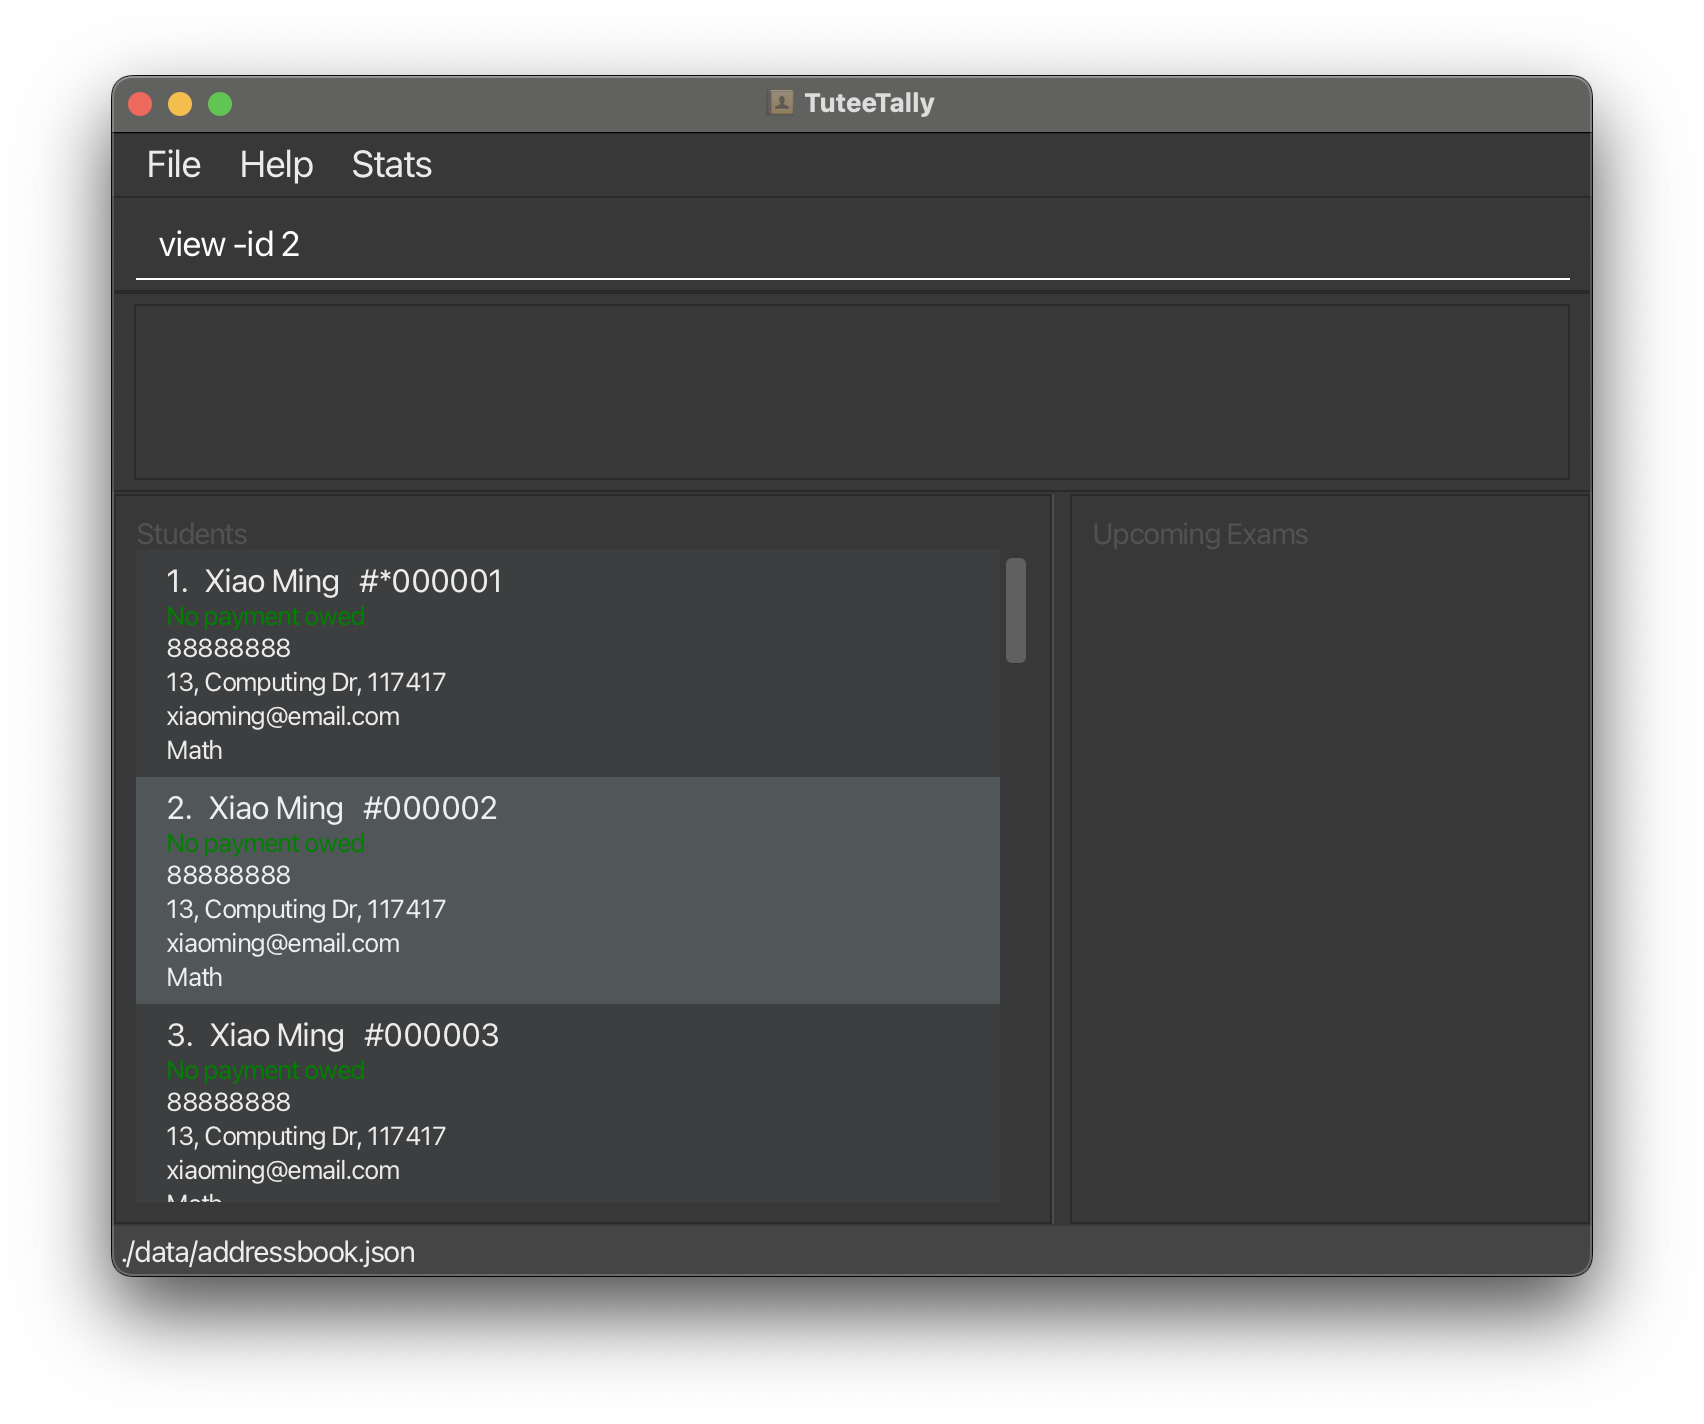 TuteeTally
File Help Stats
view -id 2
Students
1. Xiao Ming #*000001
No payment owed
88888888
13, Computing Dr, 117417
xiaoming@email.com
Math
2. Xiao Ming #000002
No payment owed
88888888
13, Computing Dr, 117417
xiaoming@email.com
Math
3. Xiao Ming #000003
No payment owed
88888888
13, Computing Dr, 117417
xiaoming@email.com
Math
Upcoming Exams
./data/addressbook.json